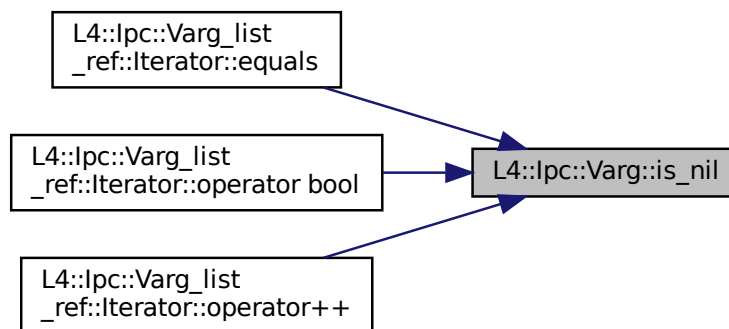 L4::Ipc::Varg_list
_ref::Iterator::equals
L4::Ipc::Varg_list
_ref::Iterator::operator bool
L4::Ipc::Varg::is_nil
L4::Ipc::Varg_list
_ref::Iterator::operator++